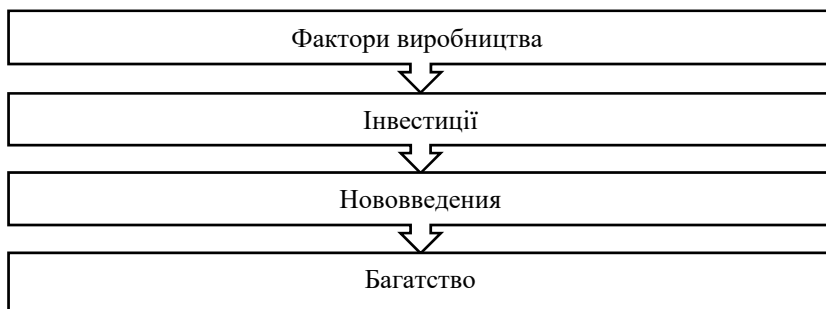 Фактори виробництва
Інвестиції
Нововведення
Багатство